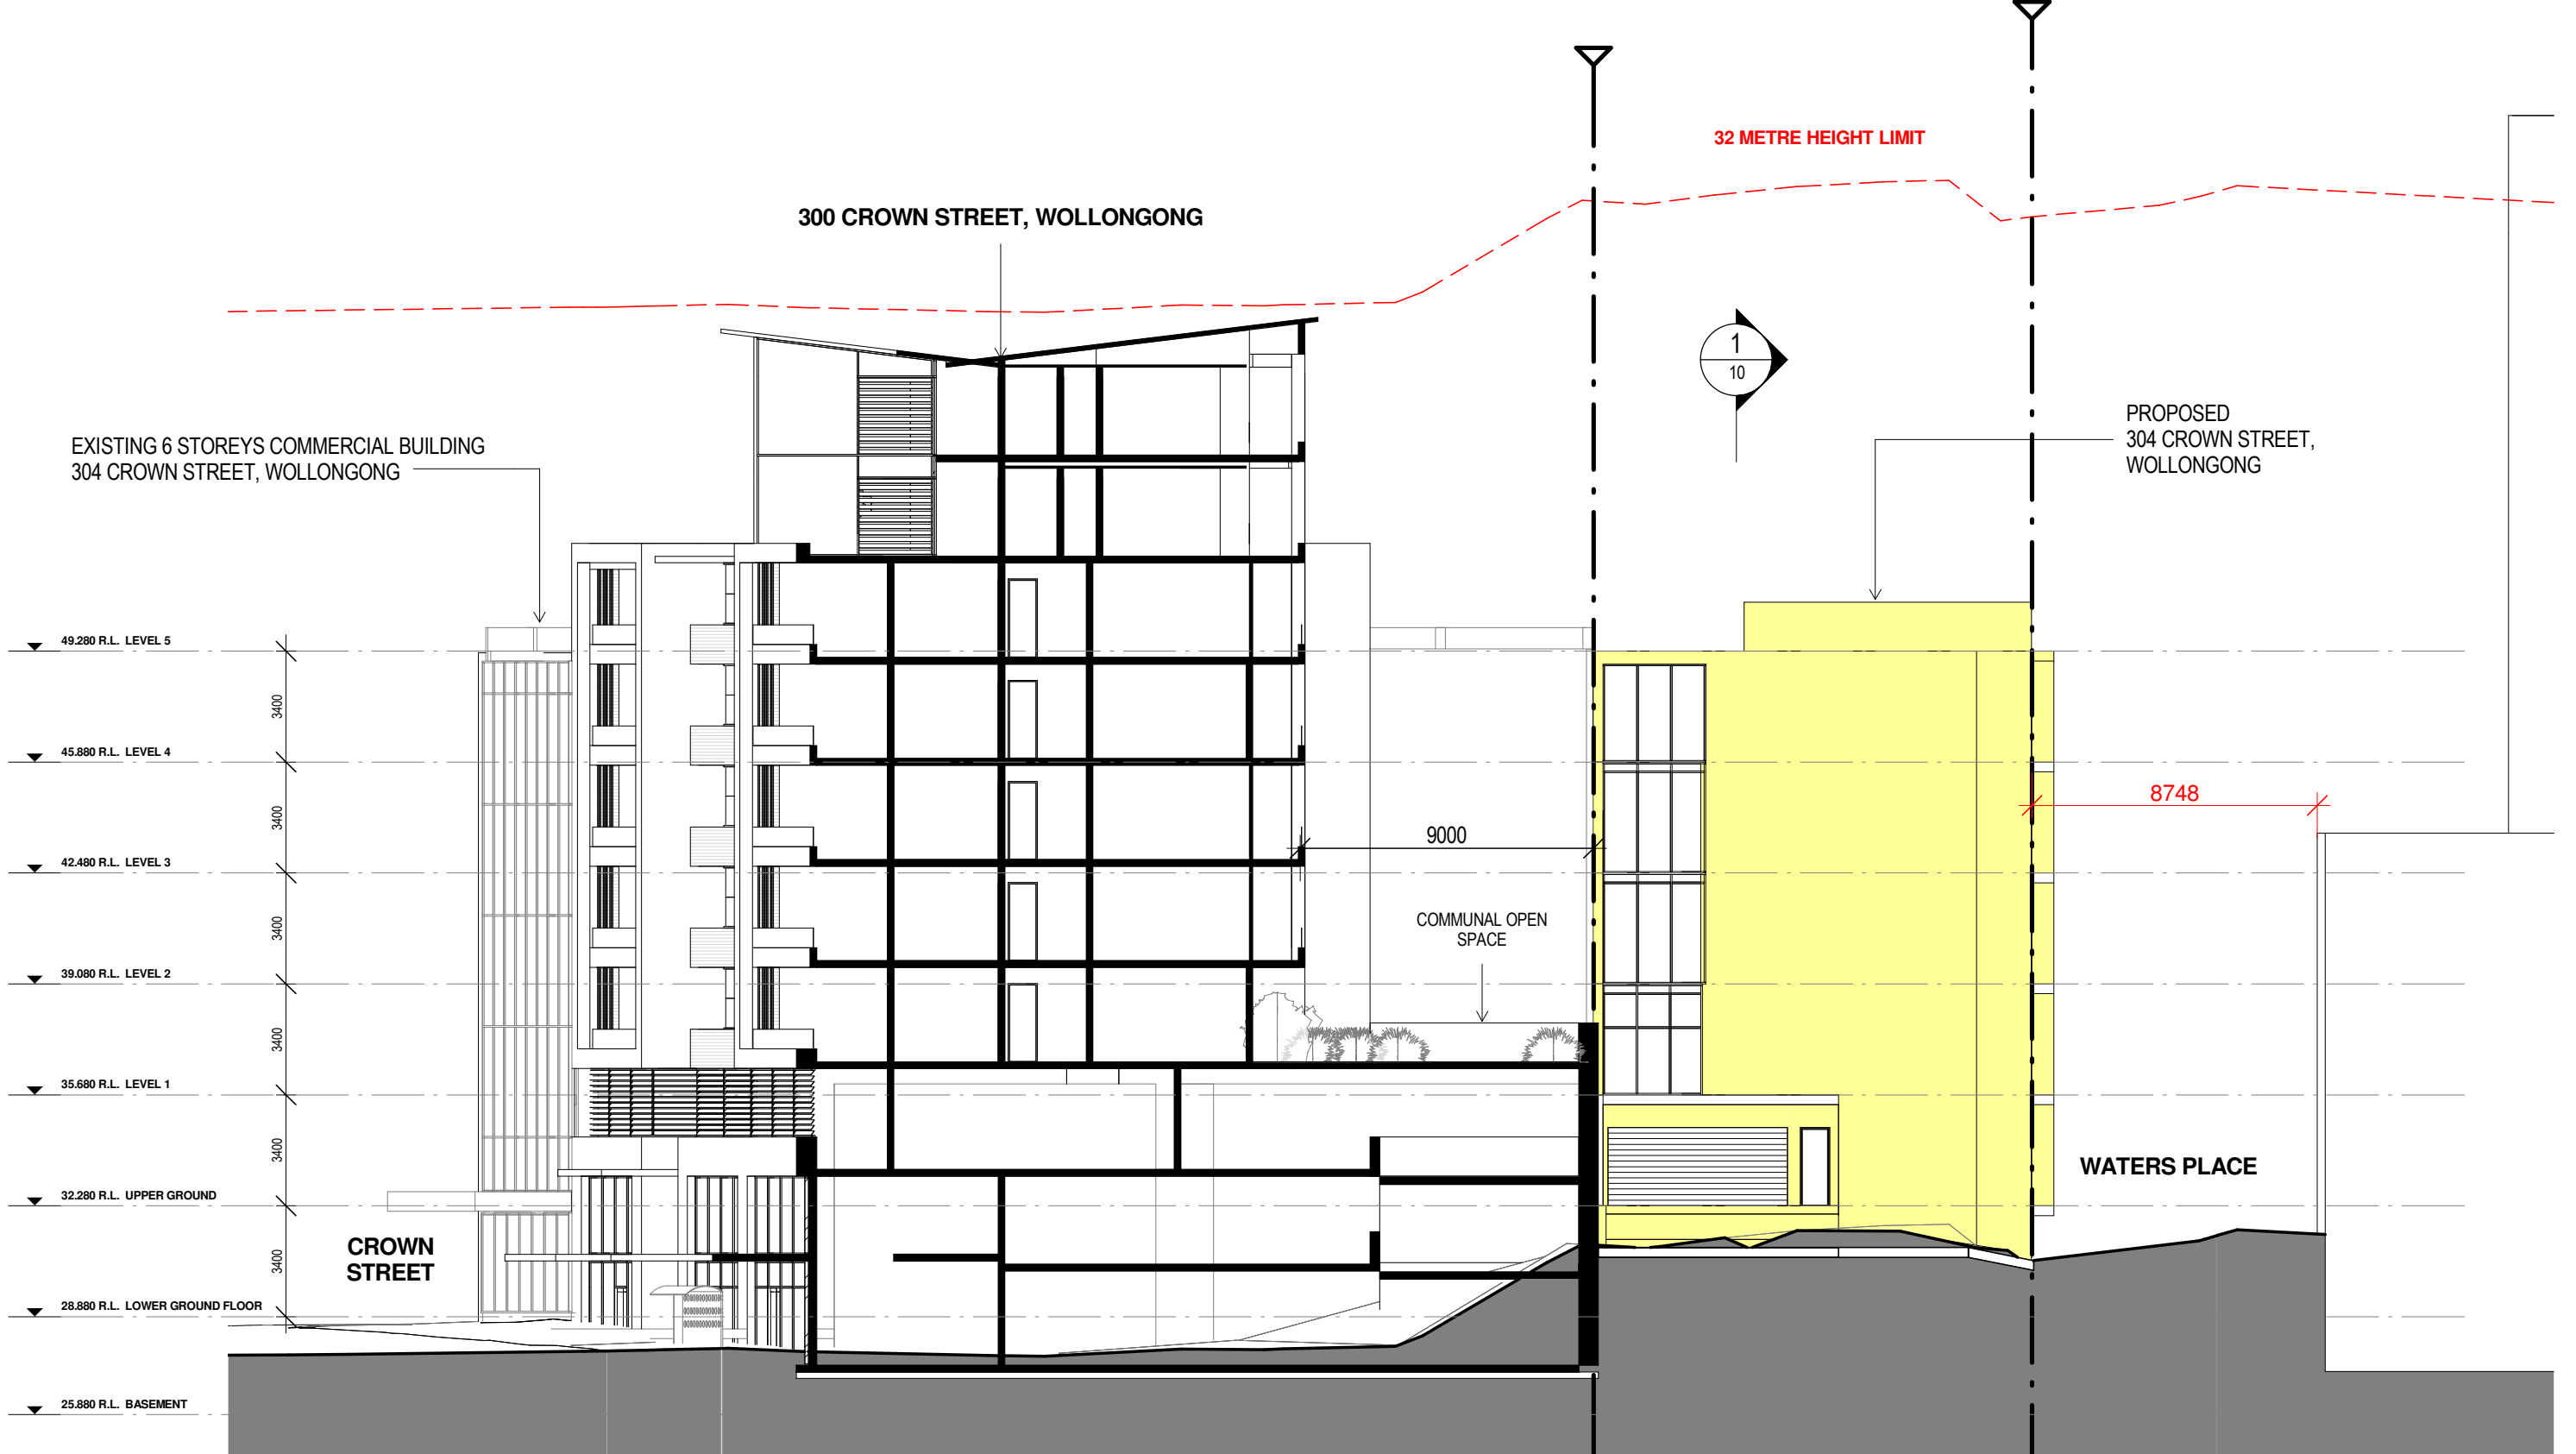 32 METRE HEIGHT LIMIT
300 CROWN STREET, WOLLONGONG
1
10
EXISTING 6 STOREYS COMMERCIAL BUILDING
304 CROWN STREET, WOLLONGONG
PROPOSED
304 CROWN STREET,
WOLLONGONG
49.280 R.L. LEVEL 5
3400
45.880 R.L. LEVEL 4
8748
3400
9000
42.480 R.L. LEVEL 3
3400
COMMUNAL OPEN
SPACE
39.080 R.L. LEVEL 2
3400
35.680 R.L. LEVEL 1
3400
WATERS PLACE
32.280 R.L. UPPER GROUND
CROWN
STREET
3400
28.880 R.L. LOWER GROUND FLOOR
25.880 R.L. BASEMENT